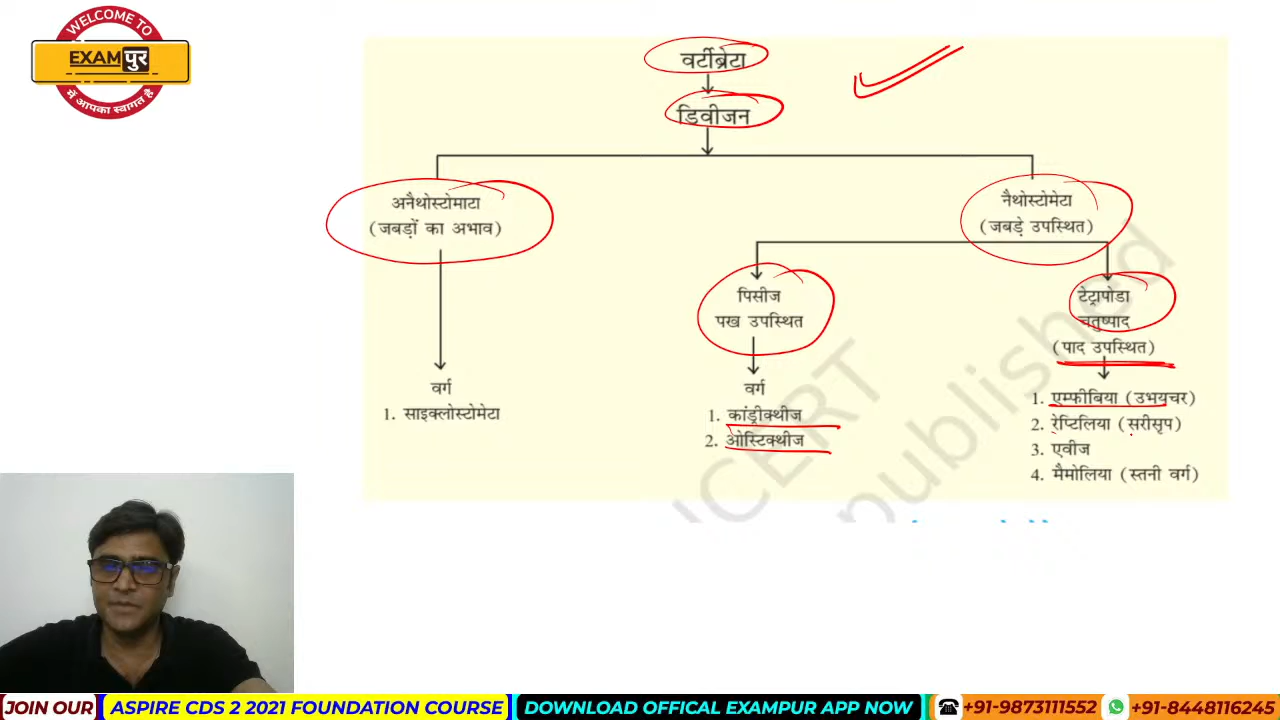 WELCOME TO
EXAMपुर
में आपका स्वागत है
वर्टीब्रेटा
डिवीजन
अनैथोस्टोमाटा
(जबड़ों का अभाव)
नैथोस्टोमेटा
(जबड़े उपस्थित)
पिसीज
पख उपस्थित
टेट्रापोडा
चतुष्पाद
(पाद उपस्थित)
वर्ग
1. साइक्लोस्टोमेटा
वर्ग
1. कांड्रीक्थीज
2. ओस्टिक्थीज
1. एम्फीबिया (उभयचर)
2. रेप्टिलिया (सरीसृप)
3. एवीज
4. मैमोलिया (स्तनी वर्ग)
NCERT
published
JOIN OUR ASPIRE CDS 2 2021 FOUNDATION COURSE DOWNLOAD OFFICAL EXAMPUR APP NOW +91-9873111552 +91-8448116245